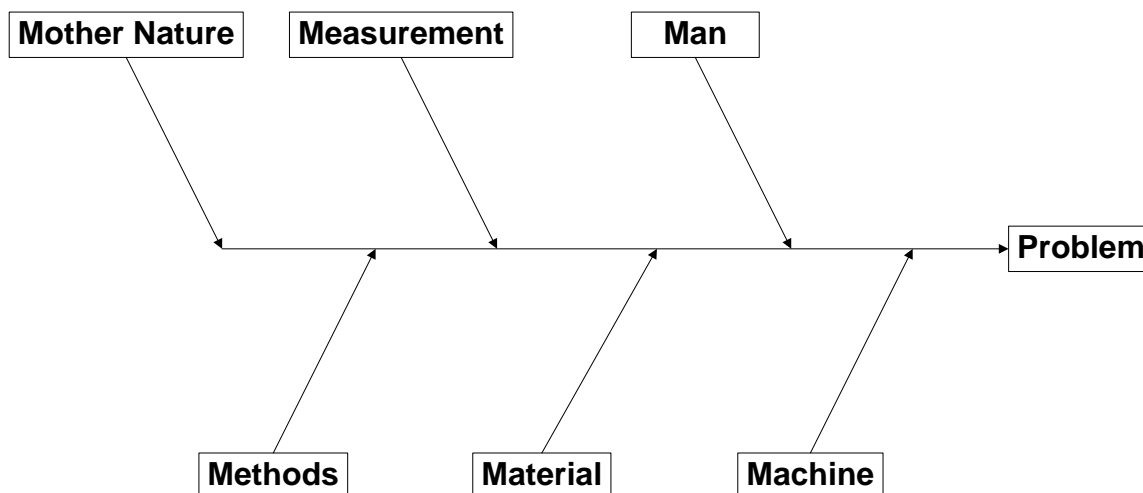 Mother Nature
Measurement
Man
Problem
Methods
Material
Machine